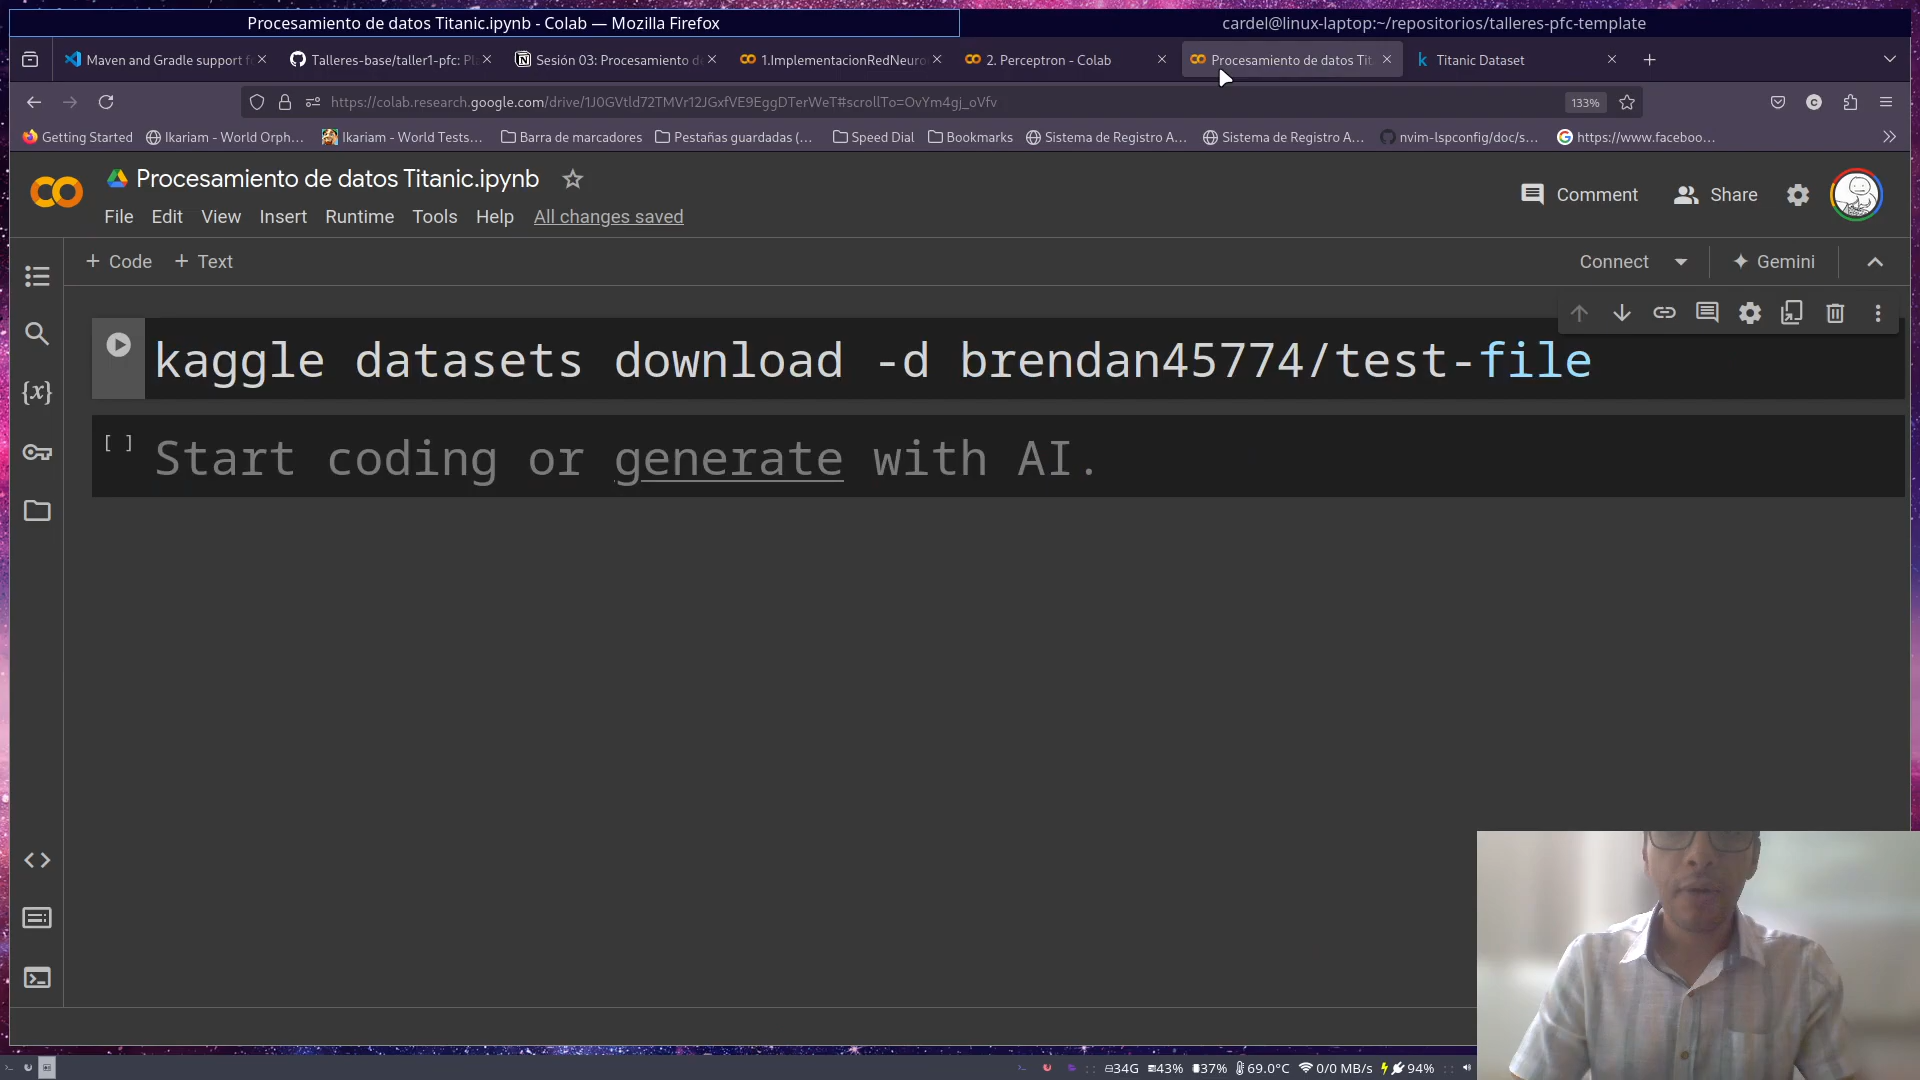 Procesamiento de datos Titanic.ipynb - Colab — Mozilla Firefox
cardel@linux-laptop:~/repositorios/talleres-pfc-template
Maven and Gradle support f
Talleres-base/taller1-pfc: Pl
Sesión 03: Procesamiento de
1.ImplementacionRedNeuro
2. Perceptron - Colab
Procesamiento de datos Tit
Titanic Dataset
https://colab.research.google.com/drive/1J0GVtld72TMVr12JGxfVE9EggDTerWeT#scrollTo=OvYm4gj_oVfv
133%
Getting Started
Ikariam - World Orph...
Ikariam - World Tests...
Barra de marcadores
Pestañas guardadas (...
Speed Dial
Bookmarks
Sistema de Registro A...
Sistema de Registro A...
nvim-lspconfig/doc/s...
https://www.faceboo...
Procesamiento de datos Titanic.ipynb
Comment
Share
File Edit View Insert Runtime Tools Help All changes saved
+ Code + Text
Connect
Gemini
kaggle datasets download -d brendan45774/test-file
[ ] Start coding or generate with AI.
34G 43% 37% 69.0°C 0/0 MB/s 94%